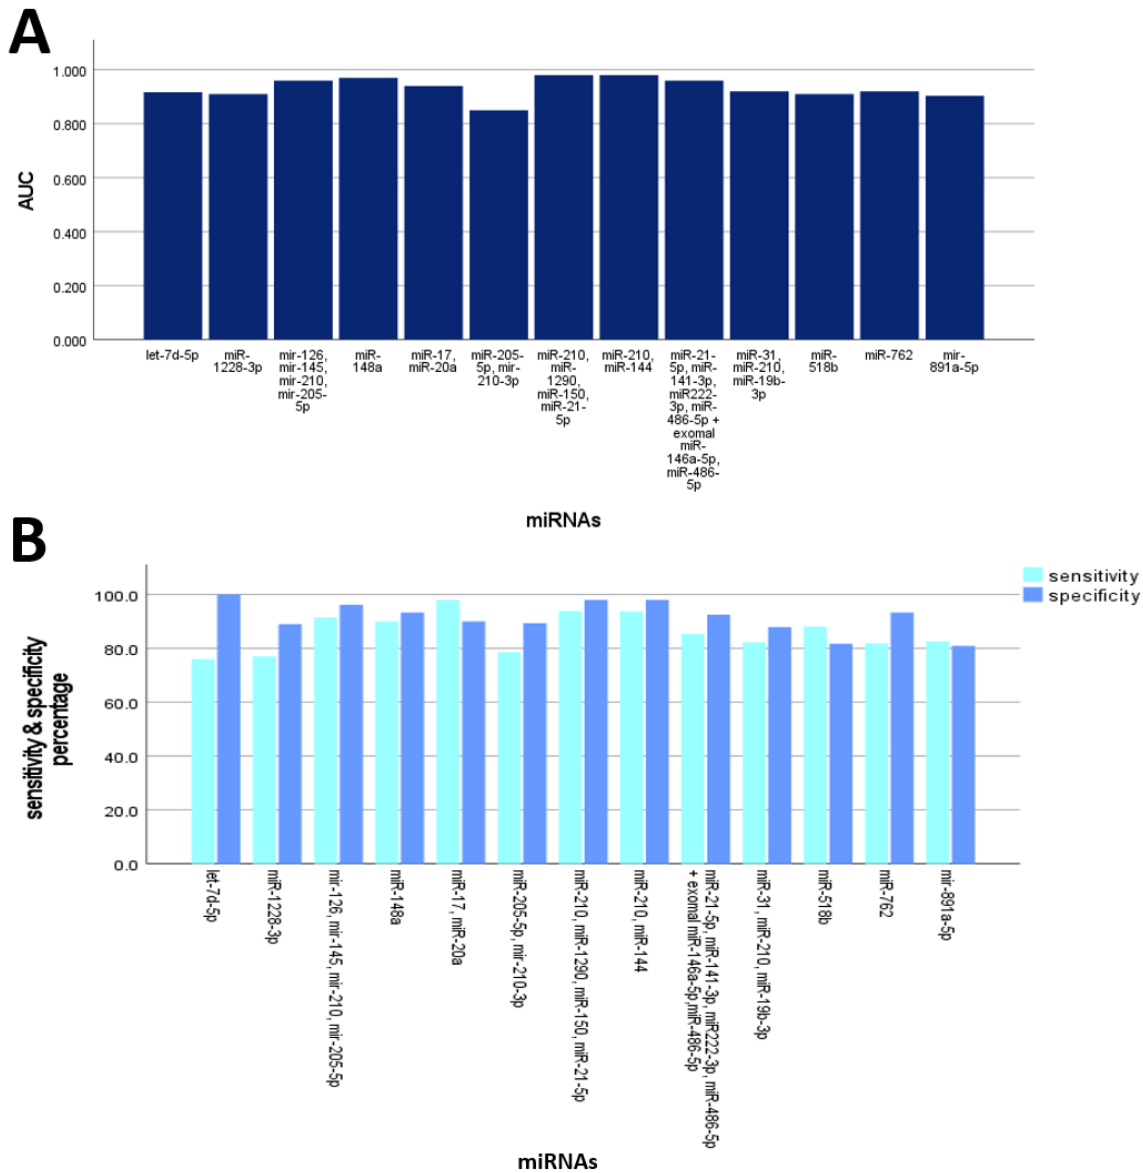 A
1.000
0.800
0.600
0.400
0.200
0.000
AUC
let-7d-5p
miR-
1228-3p
mir-126,
mir-145,
mir-210,
mir-205-
5p
miR-
148a
miR-17,
miR-20a
miR-205-
5p, mir-
210-3p
miR-210,
miR-
1290,
miR-150,
miR-21-
5p
miR-210,
miR-144
miR-21-
5p, miR-
141-3p,
miR222-
3p, miR-
486-5p +
exomal
miR-
146a-5p,
miR-486-
5p
miR-31,
miR-210,
miR-19b-
3p
miR-
518b
miR-762
mir-
891a-5p
miRNAs
B
sensitivity
specificity
100.0
80.0
60.0
40.0
20.0
0.0
sensitivity & specificity
percentage
let-7d-5p
miR-1228-3p
mir-126, mir-145, mir-210, mir-205-5p
miR-148a
miR-17, miR-20a
miR-205-5p, mir-210-3p
miR-210, miR-1290, miR-150, miR-21-5p
miR-210, miR-144
miR-21-5p, miR-141-3p, miR222-3p, miR-486-5p
+ exomal miR-146a-5p,miR-486-5p
miR-31, miR-210, miR-19b-3p
miR-518b
miR-762
mir-891a-5p
miRNAs